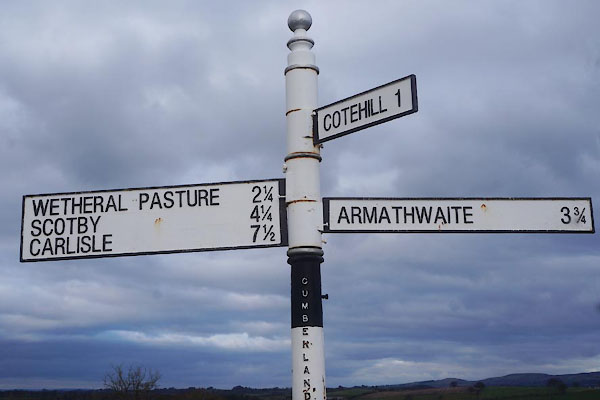 COTEHILL 1
WETHERAL PASTURE 2¼
SCOTBY 4¼
CARLISLE 7½
ARMATHWAITE 3¾
CUMBERLAND